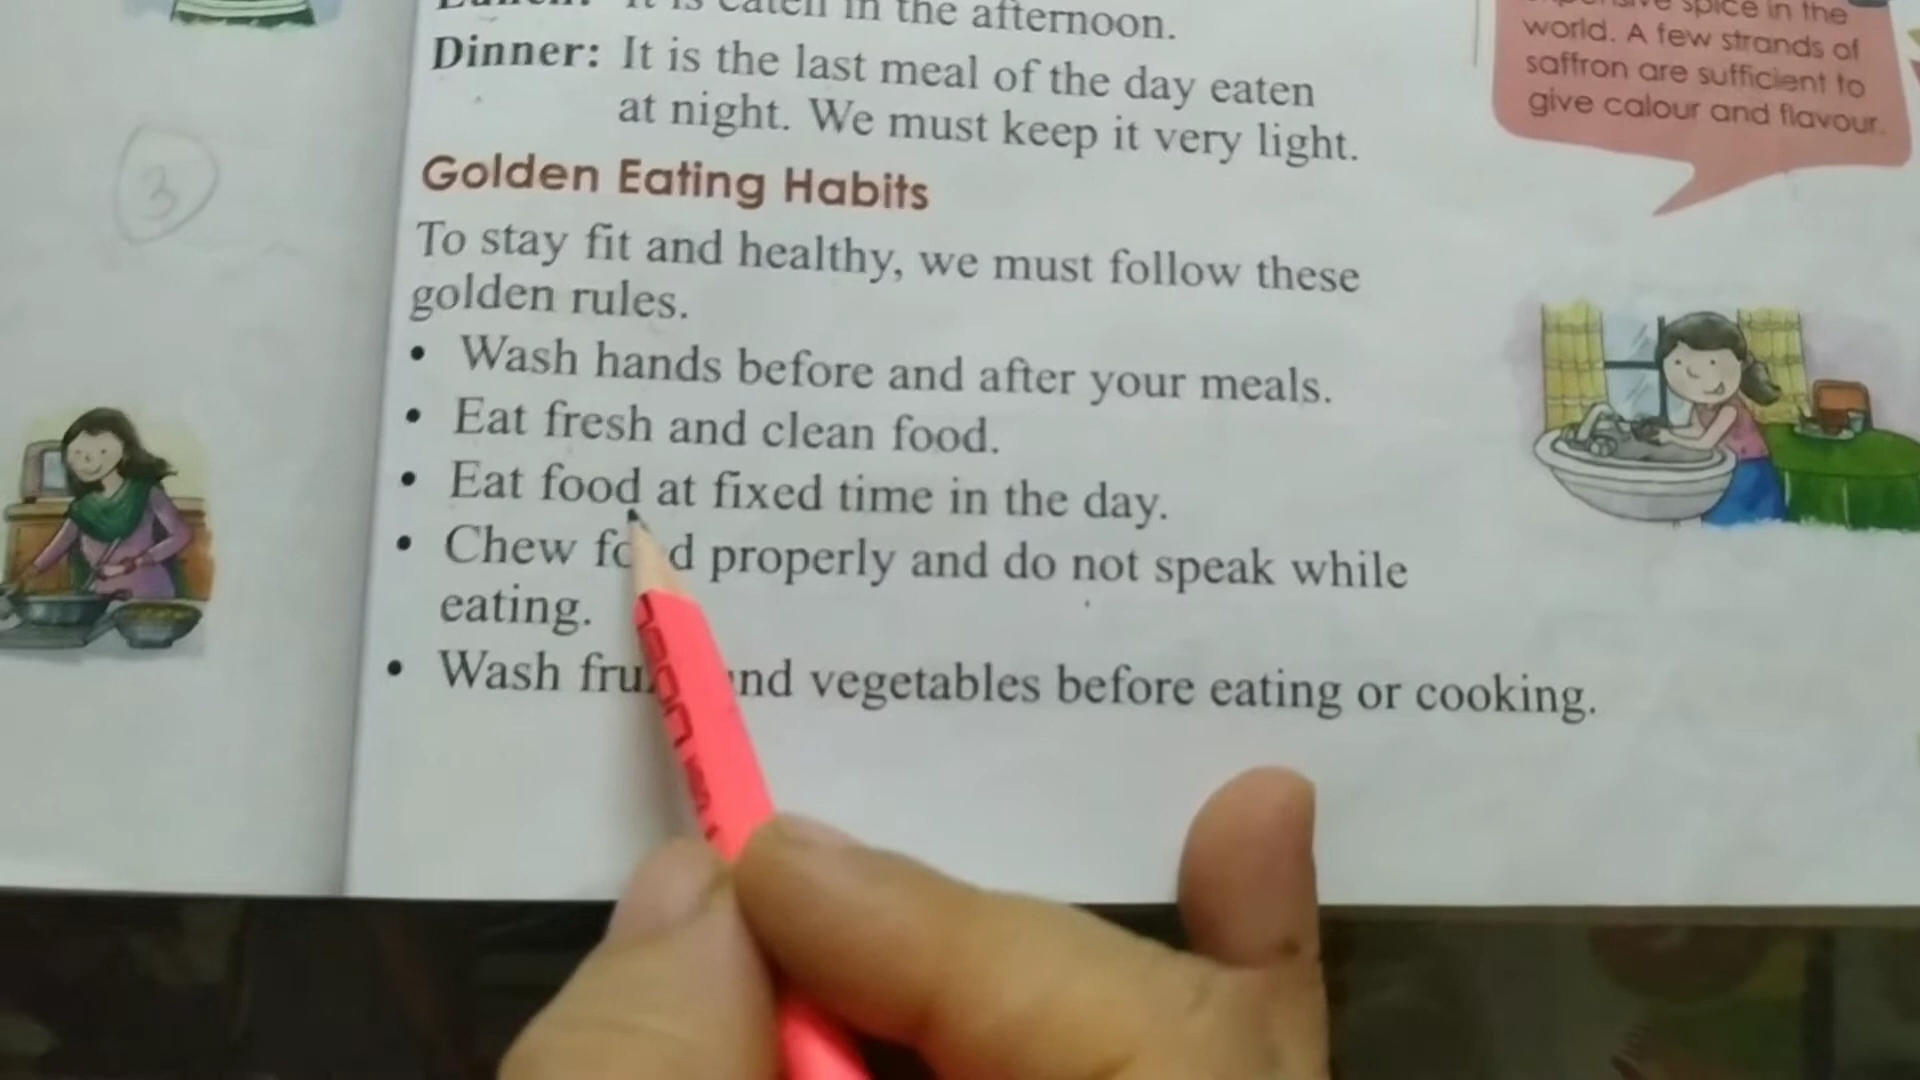 It is eaten in the afternoon.
Dinner: It is the last meal of the day eaten
at night. We must keep it very light.
Golden Eating Habits
To stay fit and healthy, we must follow these
golden rules.
• Wash hands before and after your meals.
• Eat fresh and clean food.
• Eat food at fixed time in the day.
• Chew food properly and do not speak while
eating.
• Wash and vegetables before eating or cooking.
spice in the
world. A few strands of
saffron are sufficient to
give calour and flavour.
3